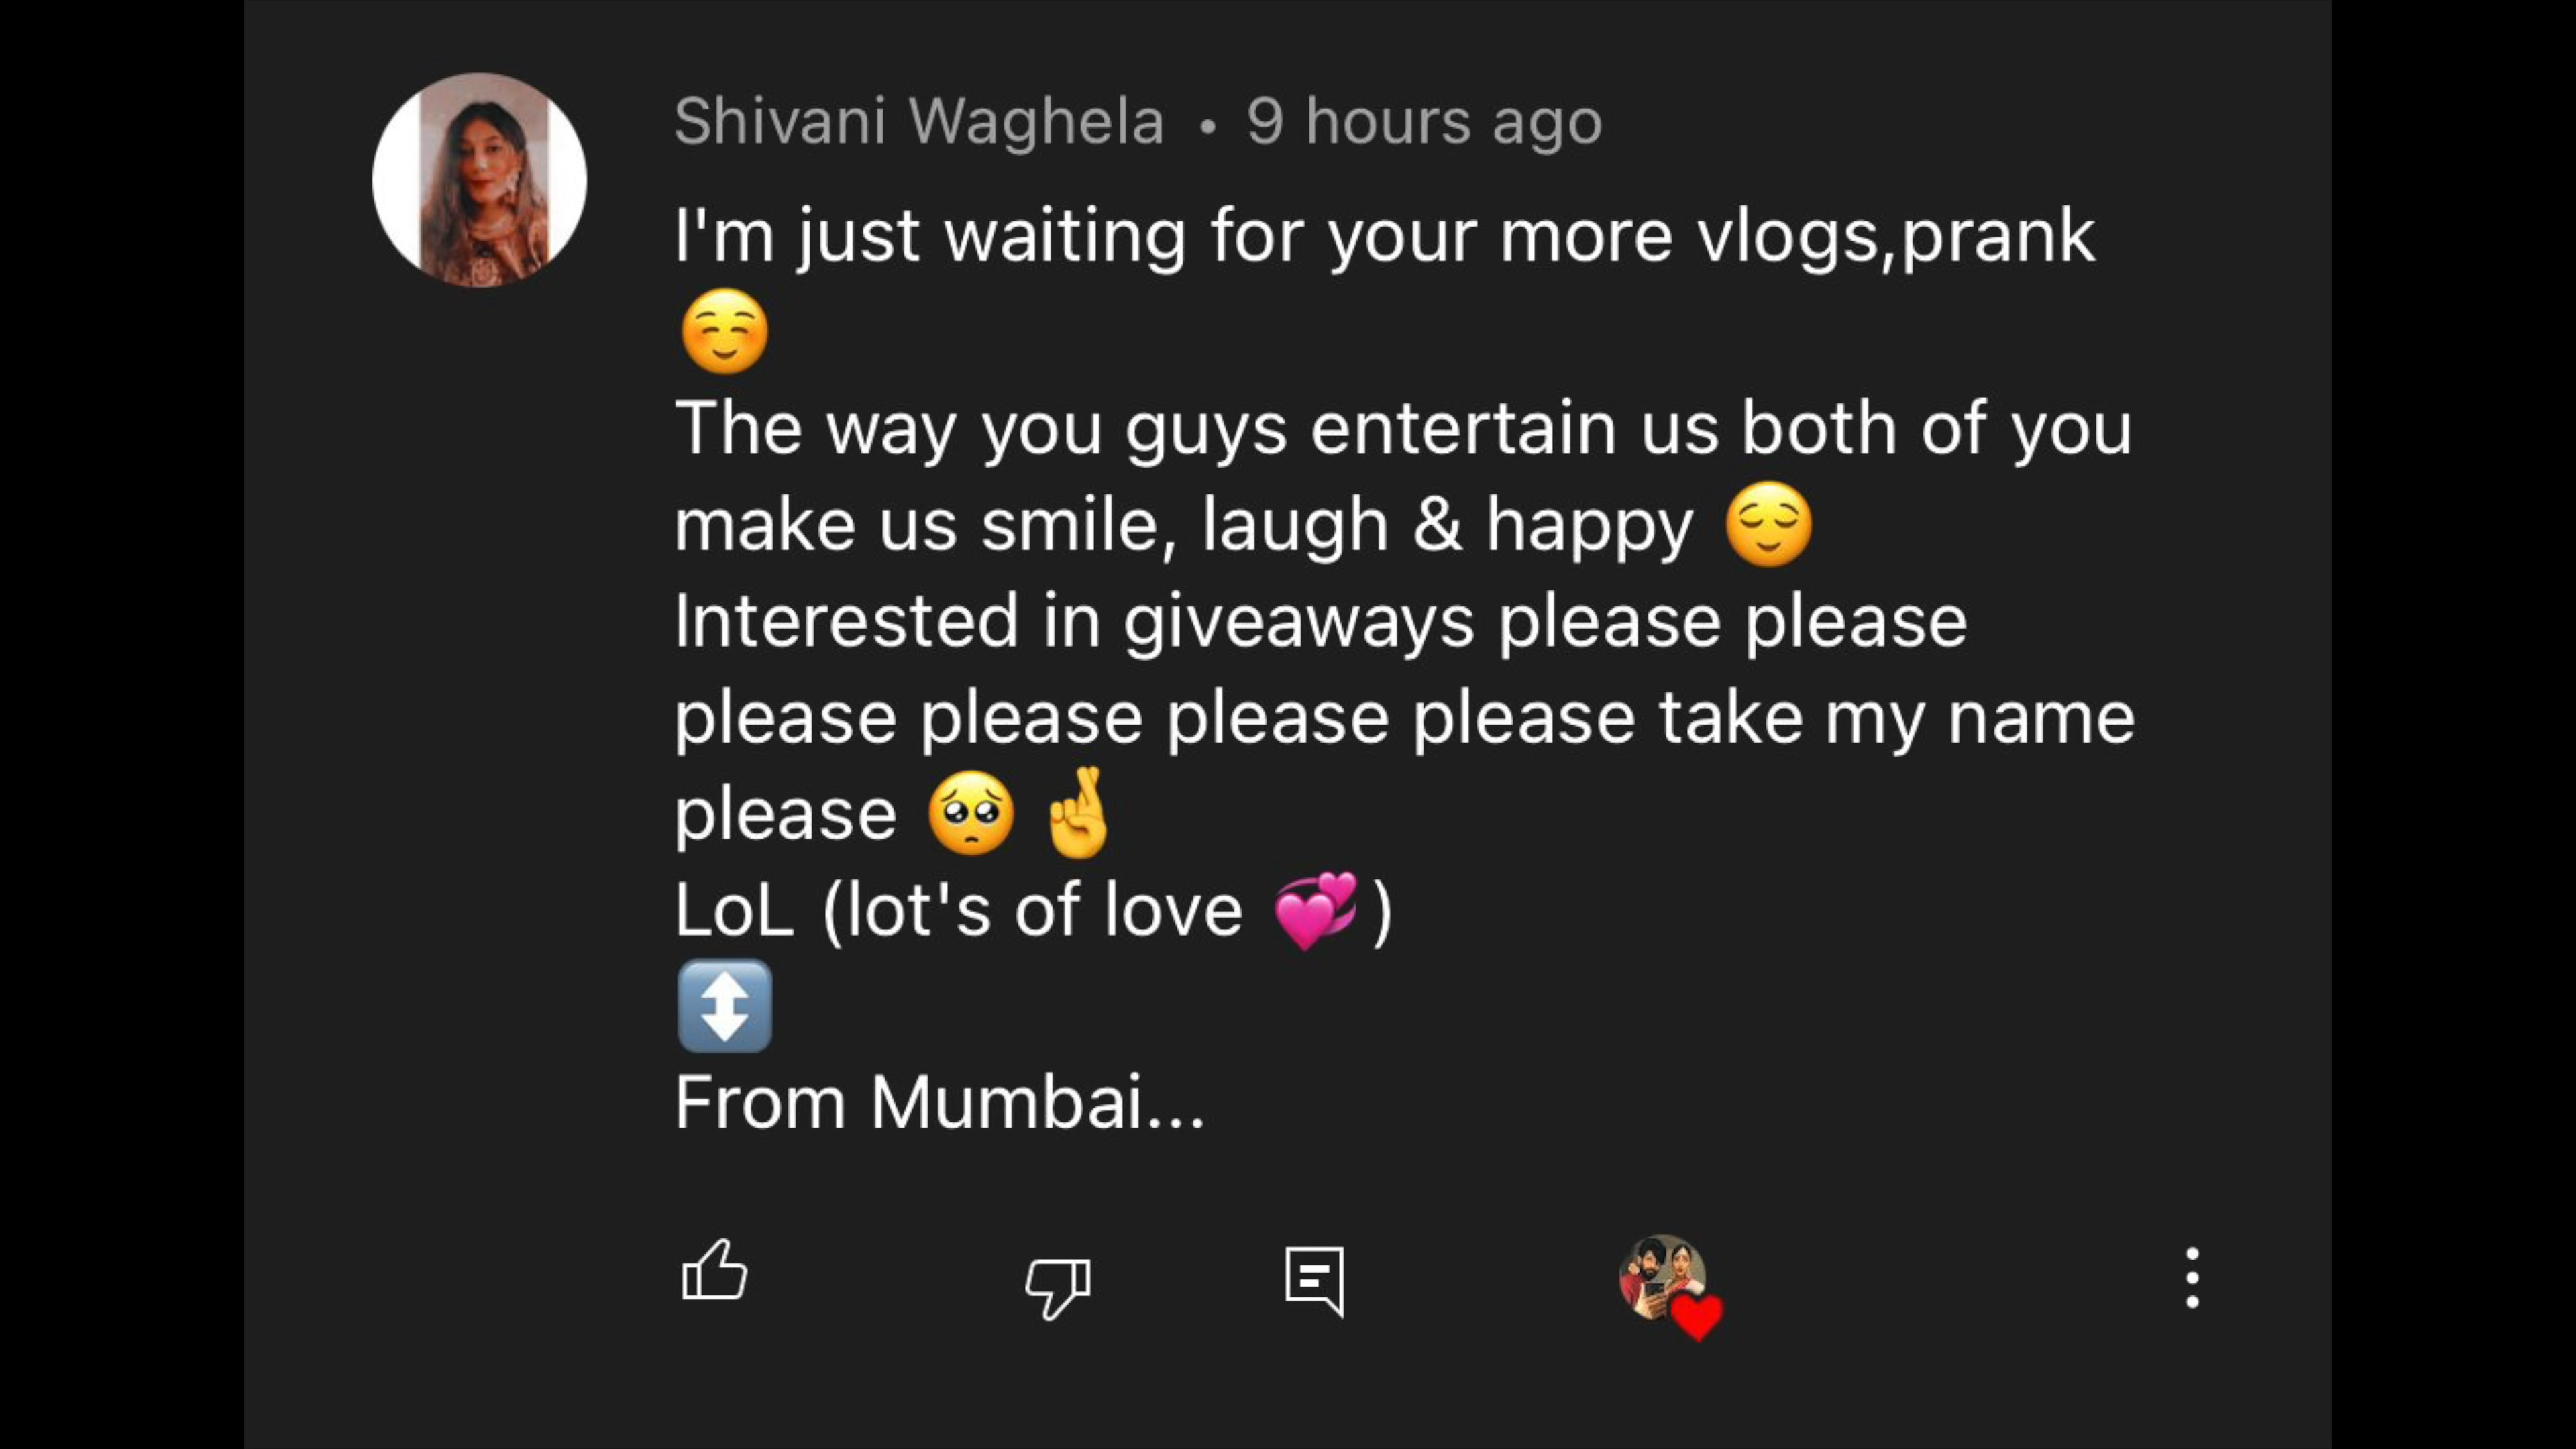 Shivani Waghela • 9 hours ago
I'm just waiting for your more vlogs,prank
☺️
The way you guys entertain us both of you
make us smile, laugh & happy 😌
Interested in giveaways please please
please please please please take my name
please 🥺 🤞
LoL (lot's of love 💞)
↕️
From Mumbai...